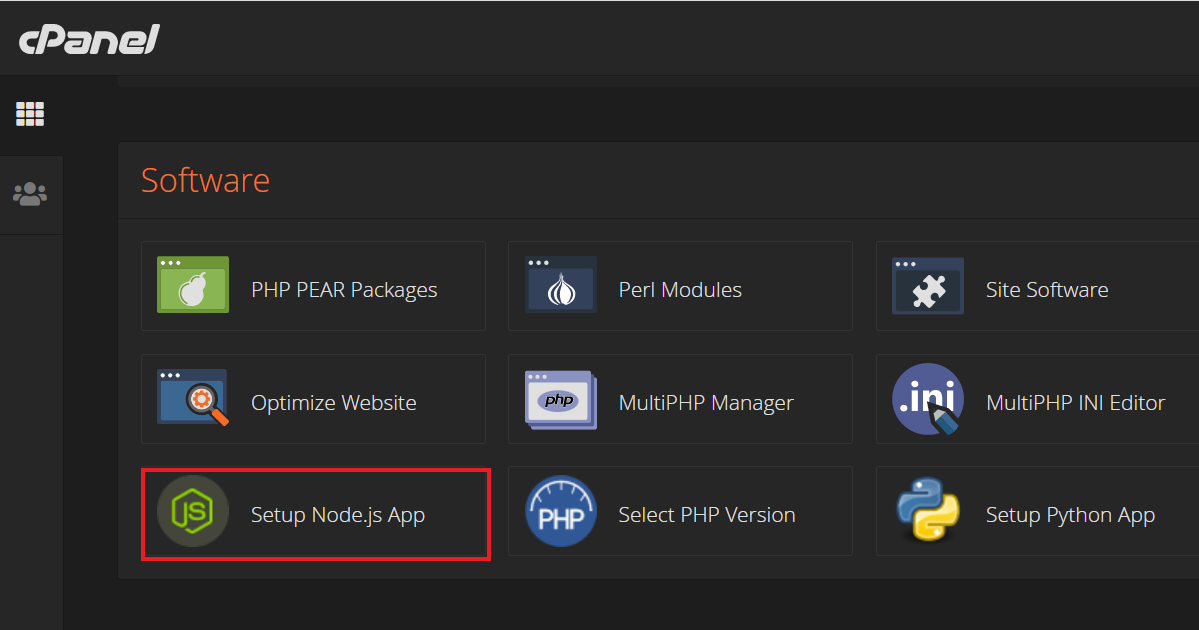 cPanel
Software
PHP PEAR Packages
Perl Modules
Site Software
Optimize Website
php
MultiPHP Manager
.ini
MultiPHP INI Editor
JS
Setup Node.js App
PHP
Select PHP Version
Setup Python App